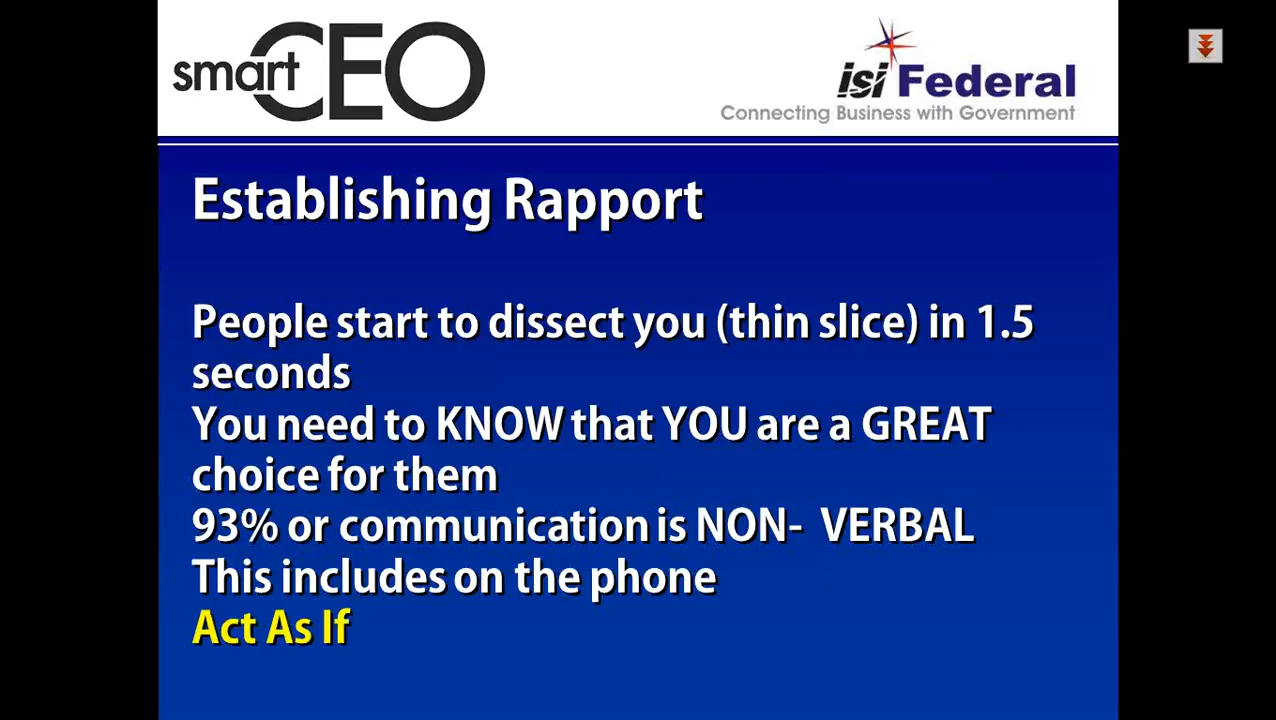 smartCEO
isiFederal
Connecting Business with Government
Establishing Rapport
People start to dissect you (thin slice) in 1.5
seconds
You need to KNOW that YOU are a GREAT
choice for them
93% or communication is NON-  VERBAL
This includes on the phone
Act As If